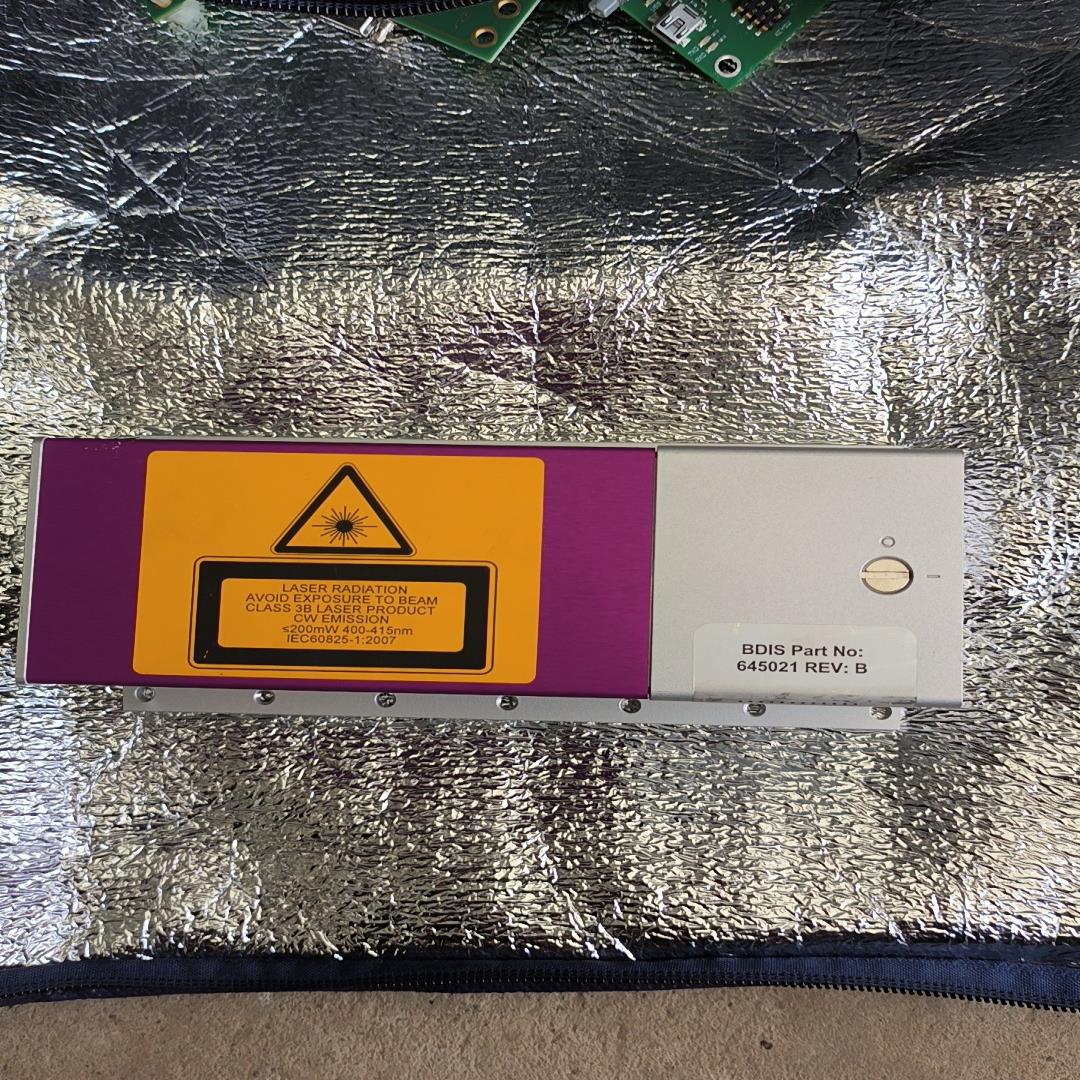 LASER RADIATION
AVOID EXPOSURE TO BEAM
CLASS 3B LASER PRODUCT
CW EMISSION
≤200mW 400-415nm
IEC60825-1:2007
BDIS Part No:
645021 REV: B